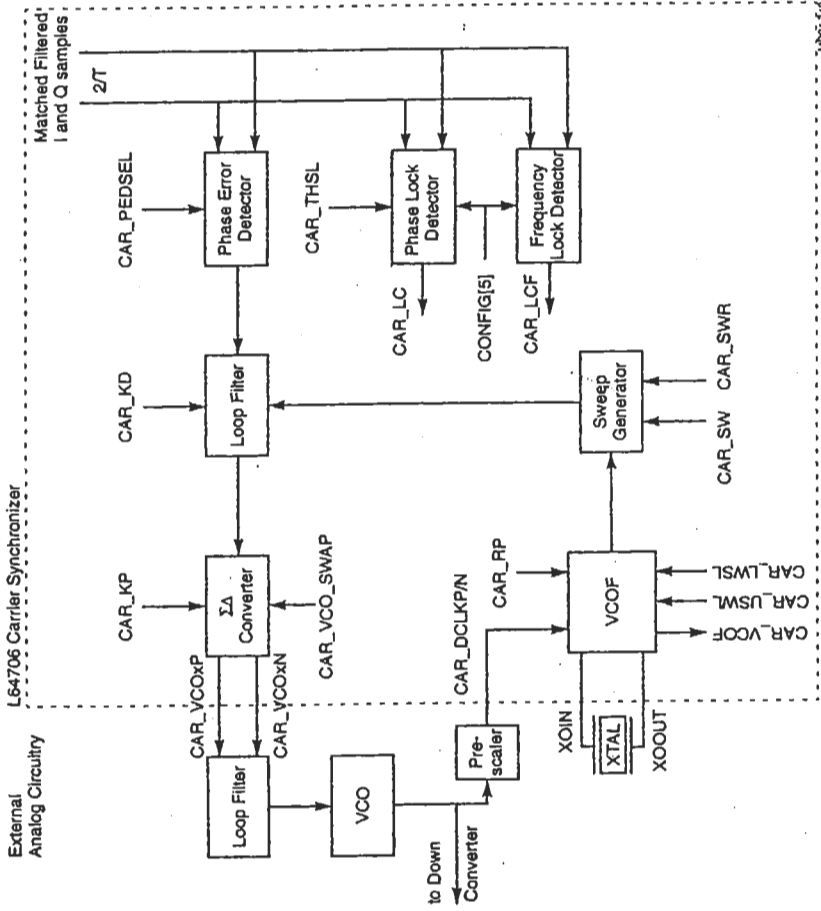 External
Analog Circuitry
L64706 Carrier Synchronizer
Matched Filtered
I and Q samples
2/T
CAR_KP
CAR_KD
CAR_PEDSEL
Loop Filter
CAR_VCOxP
CAR_VCOxN
ΣΔ
Converter
Loop Filter
Phase Error
Detector
CAR_VCO_SWAP
VCO
CAR_THSL
Phase Lock
Detector
CAR_LC
to Down
Converter
Pre-
scaler
CAR_DCLKP/N
CONFIG[5]
CAR_RP
Frequency
Lock Detector
CAR_LCF
XOIN
XTAL
XOOUT
VCOF
Sweep
Generator
CAR_VCOF
CAR_USWL
CAR_LWSL
CAR_SW
CAR_SWR